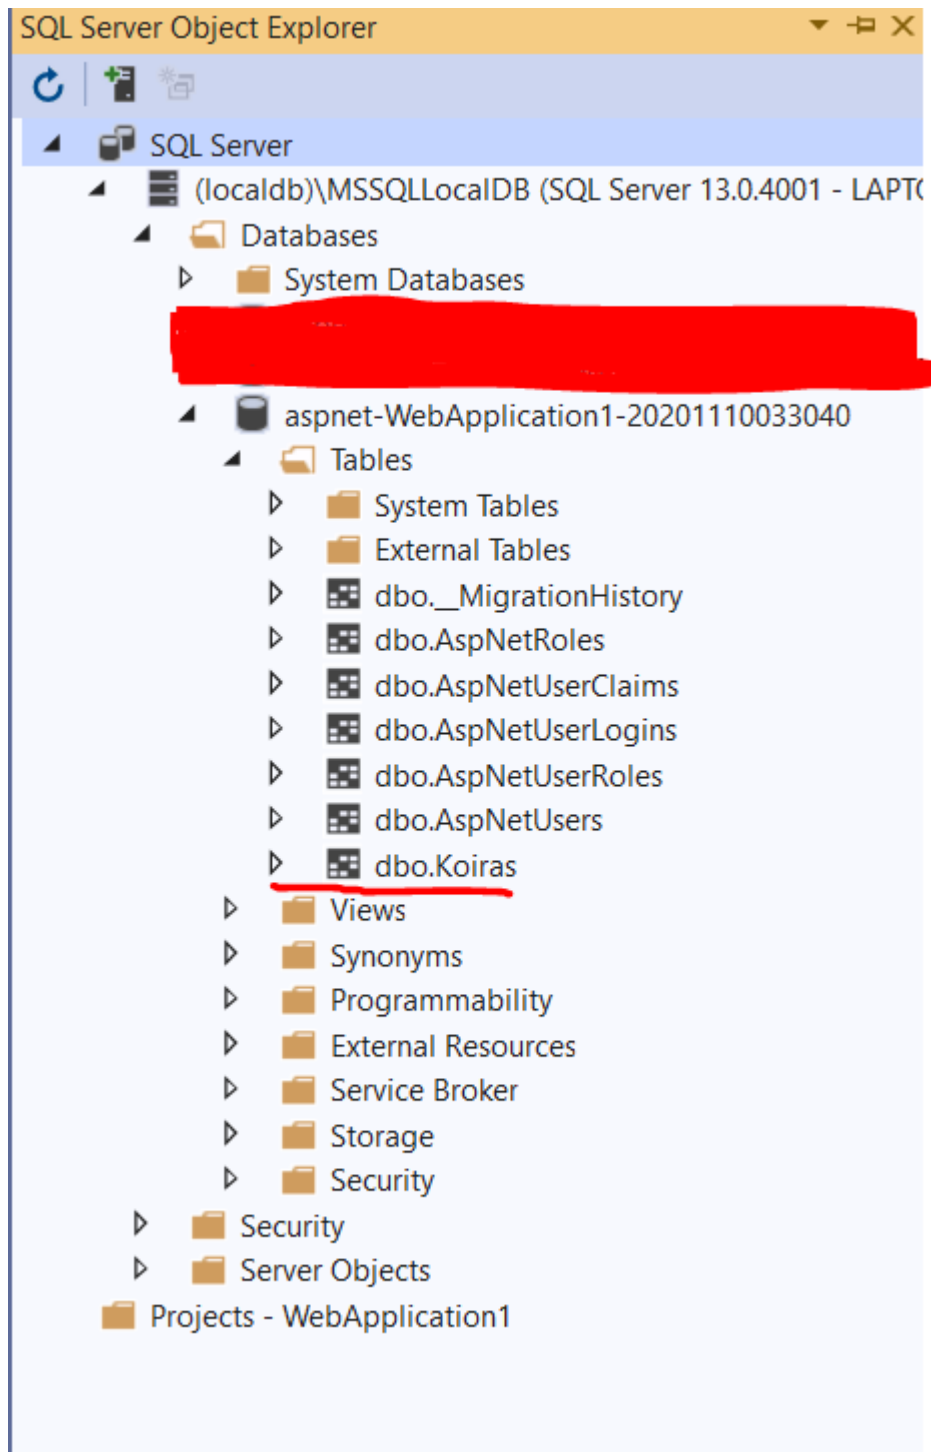 SQL Server Object Explorer
SQL Server
(localdb)\MSSQLLocalDB (SQL Server 13.0.4001 - LAPT
Databases
System Databases
aspnet-WebApplication1-20201110033040
Tables
System Tables
External Tables
dbo.__MigrationHistory
dbo.AspNetRoles
dbo.AspNetUserClaims
dbo.AspNetUserLogins
dbo.AspNetUserRoles
dbo.AspNetUsers
dbo.Koiras
Views
Synonyms
Programmability
External Resources
Service Broker
Storage
Security
Security
Server Objects
Projects - WebApplication1